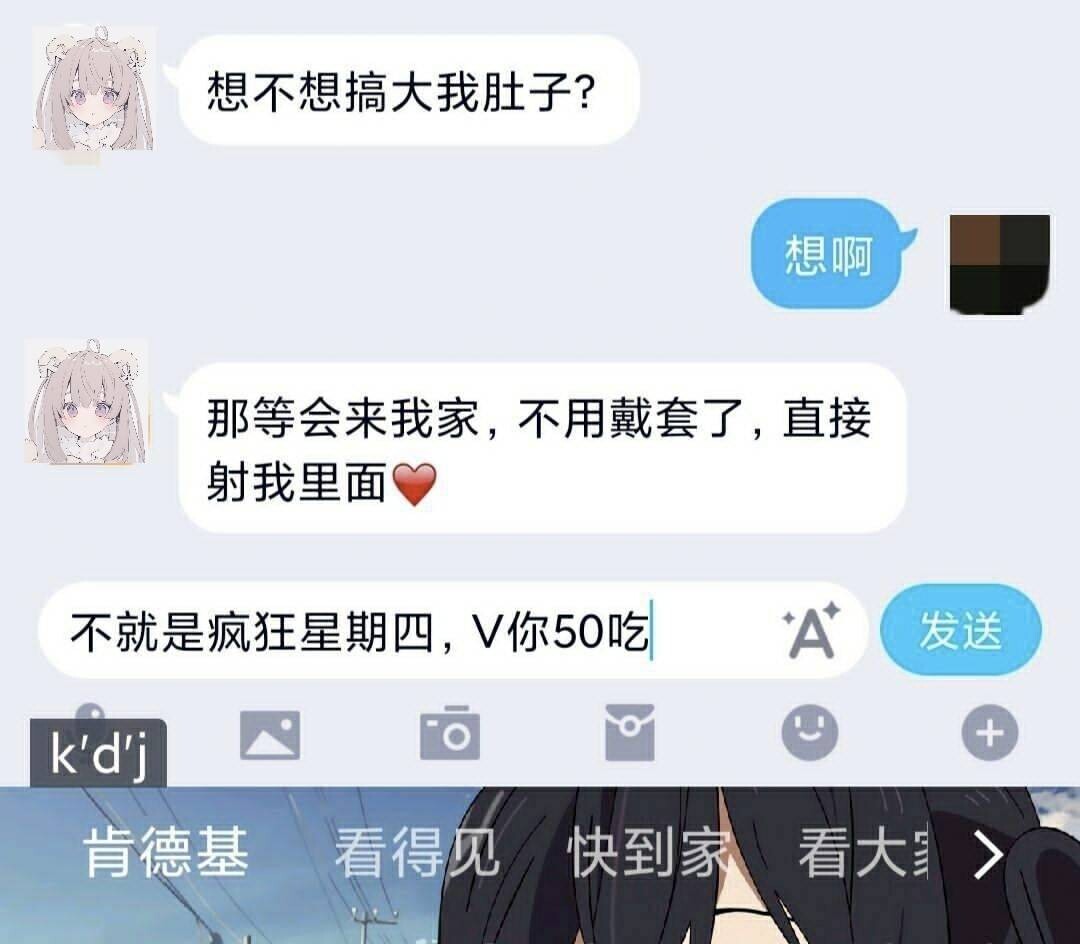 想不想搞大我肚子?
想啊
那等会来我家, 不用戴套了, 直接
射我里面❤️
不就是疯狂星期四, V你50吃
发送
k'd'j
肯德基 看得见 快到家 看大